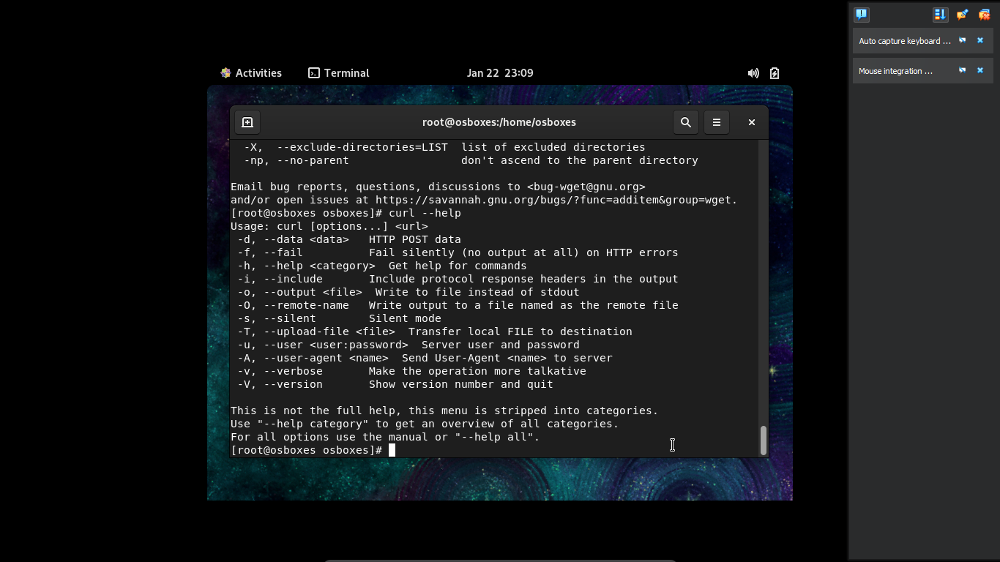 Activities
Terminal
Jan 22 23:09
Auto capture keyboard ...
Mouse integration ...
root@osboxes:/home/osboxes
-X,  --exclude-directories=LIST  list of excluded directories
-np, --no-parent                 don't ascend to the parent directory
Email bug reports, questions, discussions to <bug-wget@gnu.org>
and/or open issues at https://savannah.gnu.org/bugs/?func=additem&group=wget.
[root@osboxes osboxes]# curl --help
Usage: curl [options...] <url>
-d, --data <data>   HTTP POST data
-f, --fail          Fail silently (no output at all) on HTTP errors
-h, --help <category>  Get help for commands
-i, --include       Include protocol response headers in the output
-o, --output <file>  Write to file instead of stdout
-O, --remote-name   Write output to a file named as the remote file
-s, --silent        Silent mode
-T, --upload-file <file>  Transfer local FILE to destination
-u, --user <user:password>  Server user and password
-A, --user-agent <name>  Send User-Agent <name> to server
-v, --verbose       Make the operation more talkative
-V, --version       Show version number and quit
This is not the full help, this menu is stripped into categories.
Use "--help category" to get an overview of all categories.
For all options use the manual or "--help all".
[root@osboxes osboxes]#